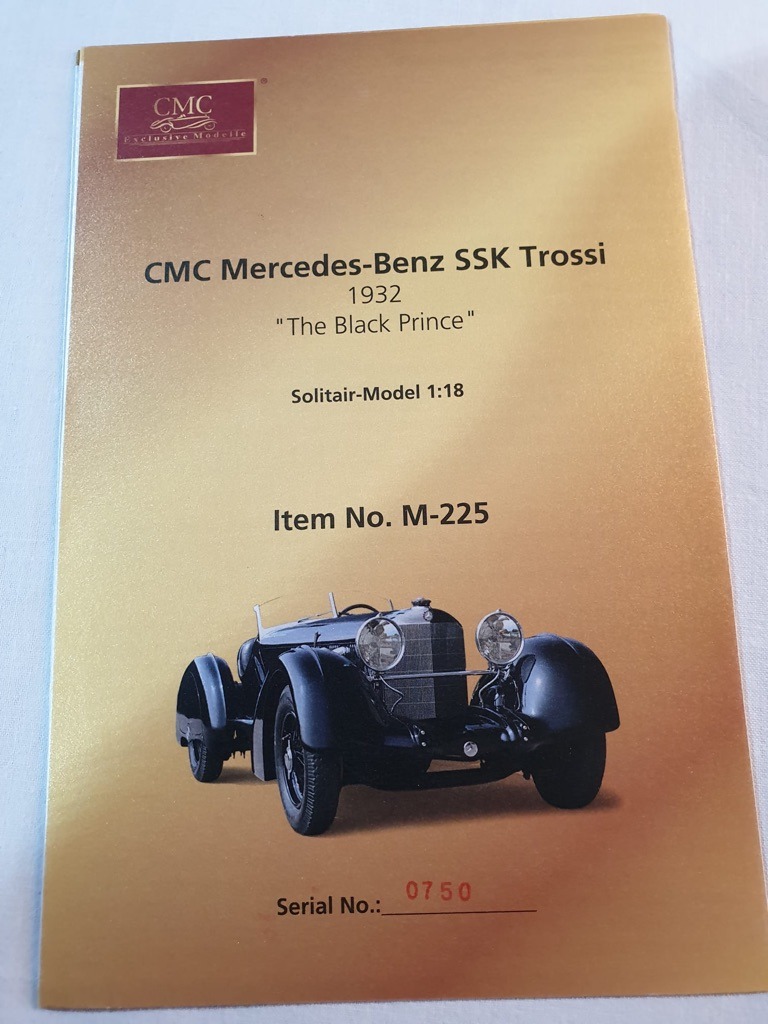 CMC
Exclusive Modelle
CMC Mercedes-Benz SSK Trossi
1932
"The Black Prince"
Solitair-Model 1:18
Item No. M-225
Serial No.: 0750